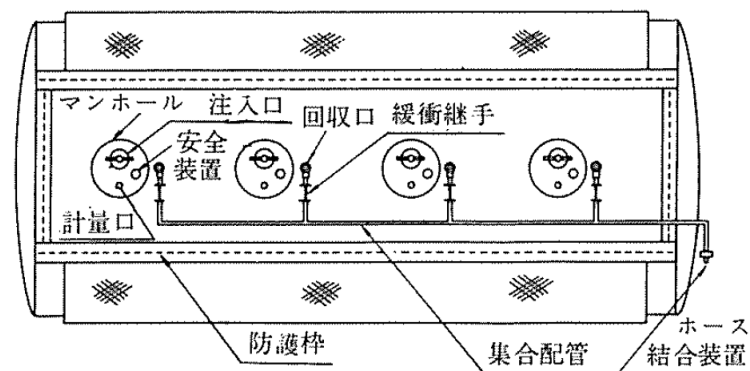 マンホール
注入口
安全
装置
回収口
緩衝継手
計量口
防護枠
集合配管
ホース
結合装置